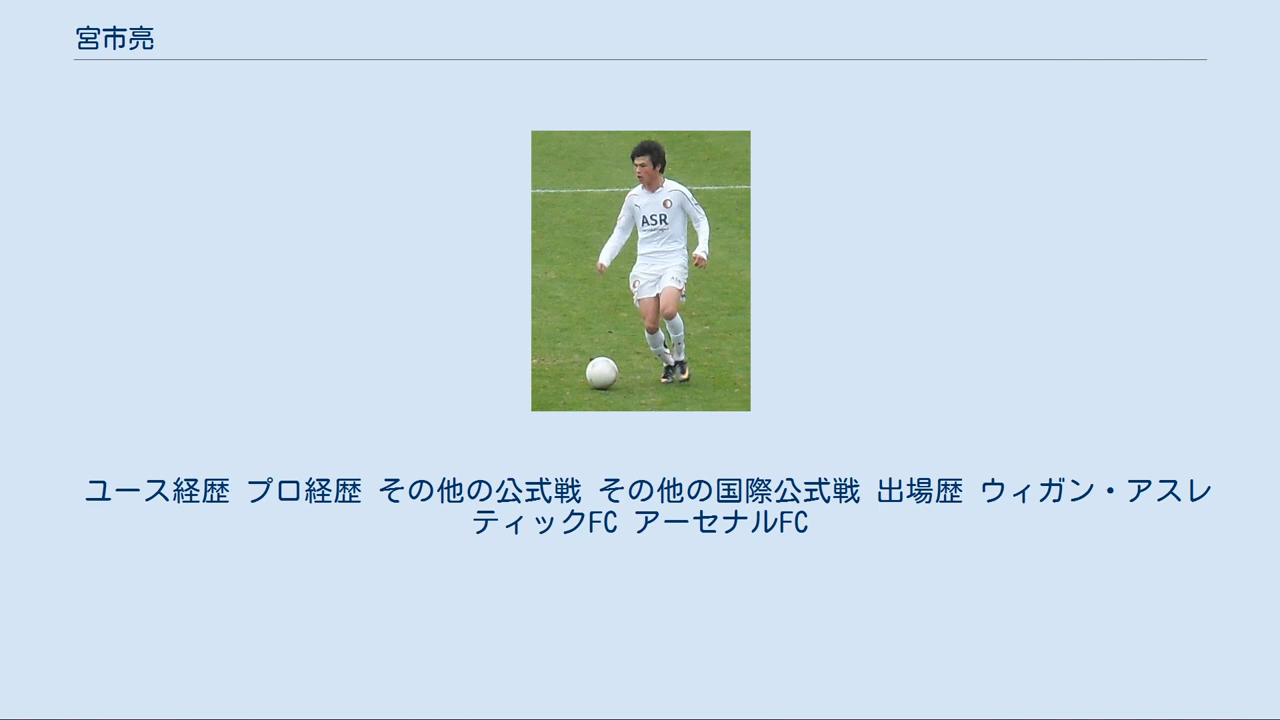 宮市亮
ASR
ユース経歴 プロ経歴 その他の公式戦 その他の国際公式戦 出場歴 ウィガン・アスレ
ティックFC アーセナルFC